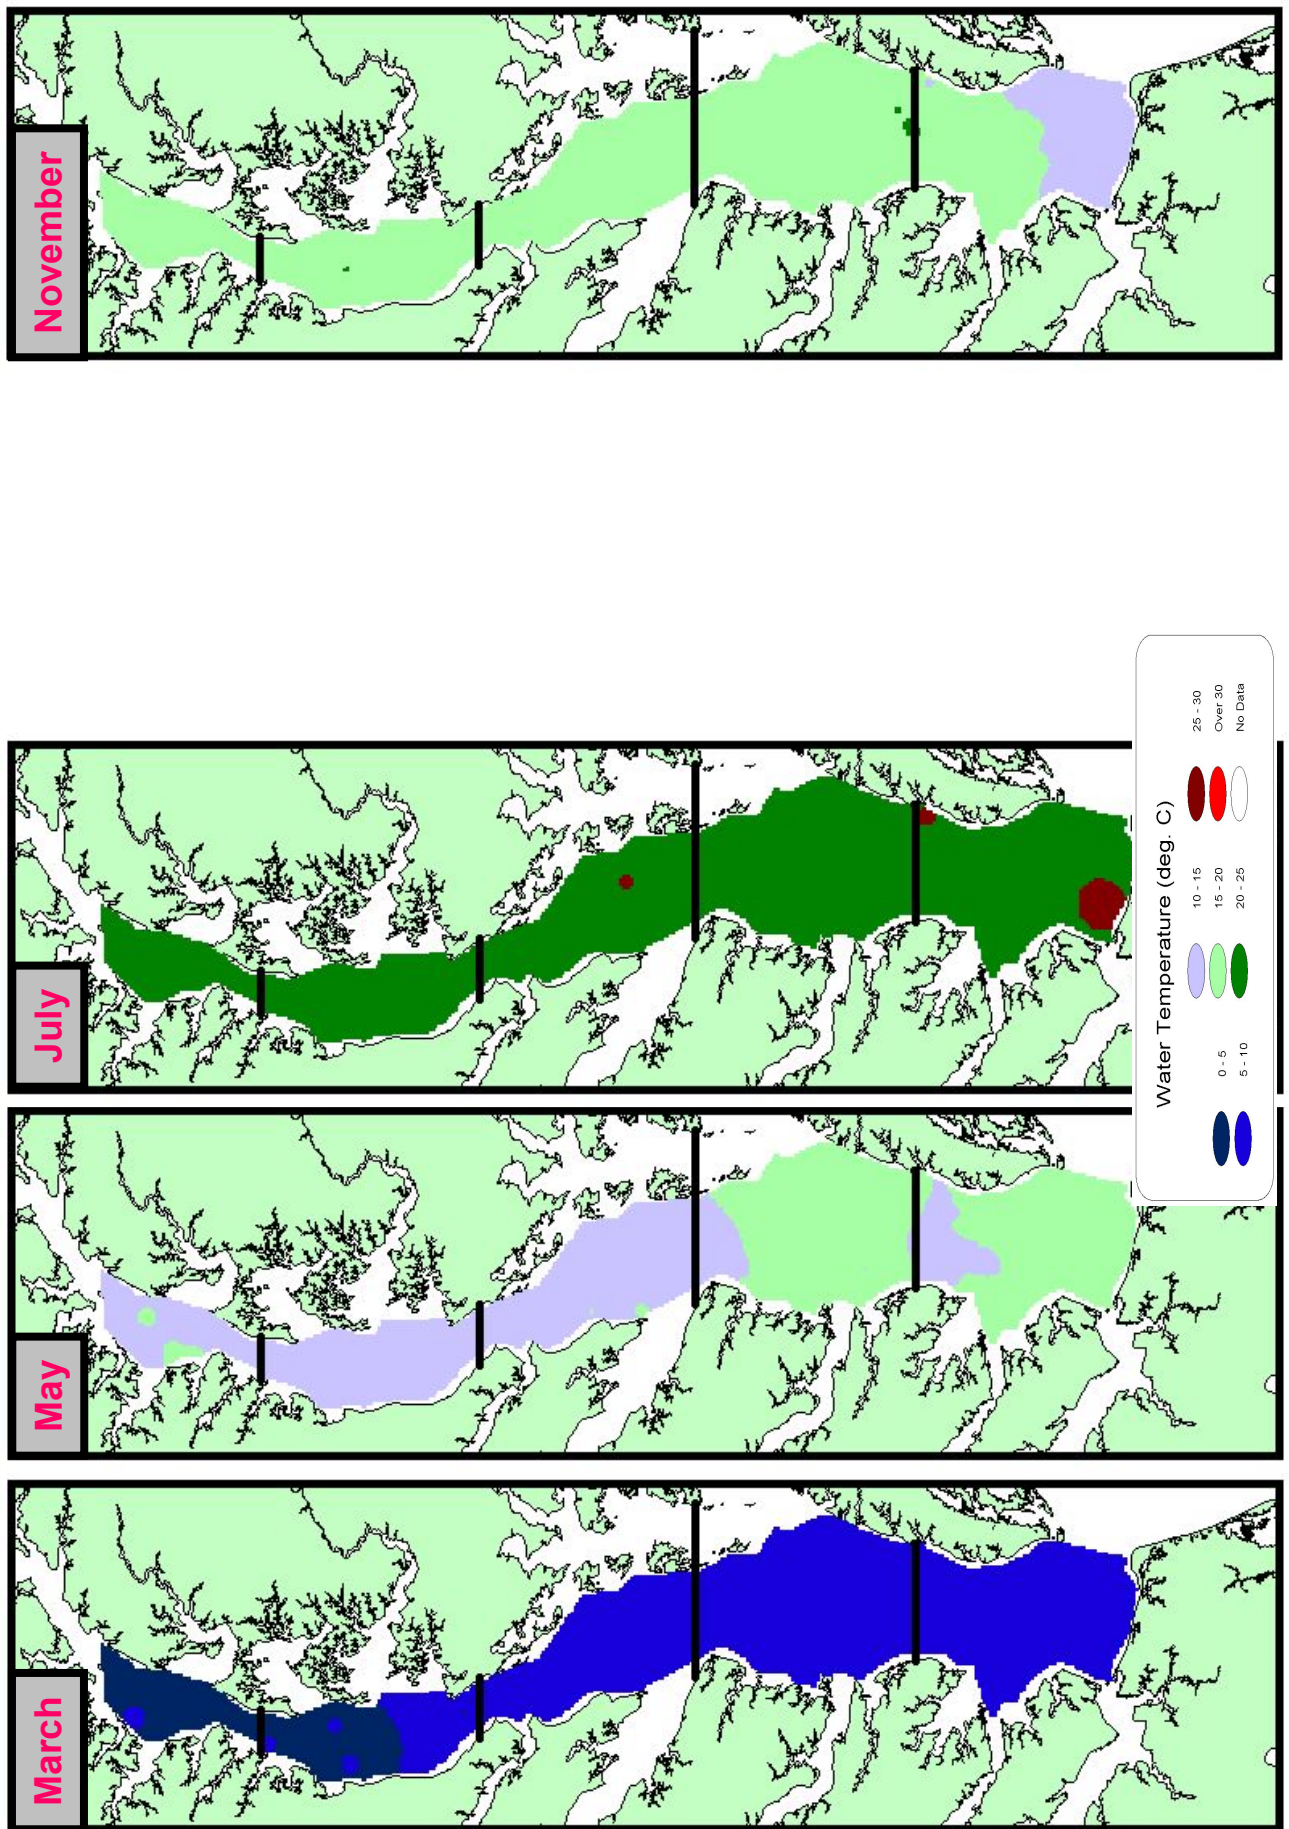 March
May
July
November
Water Temperature (deg. C)
0 - 5
5 - 10
10 - 15
15 - 20
20 - 25
25 - 30
Over 30
No Data